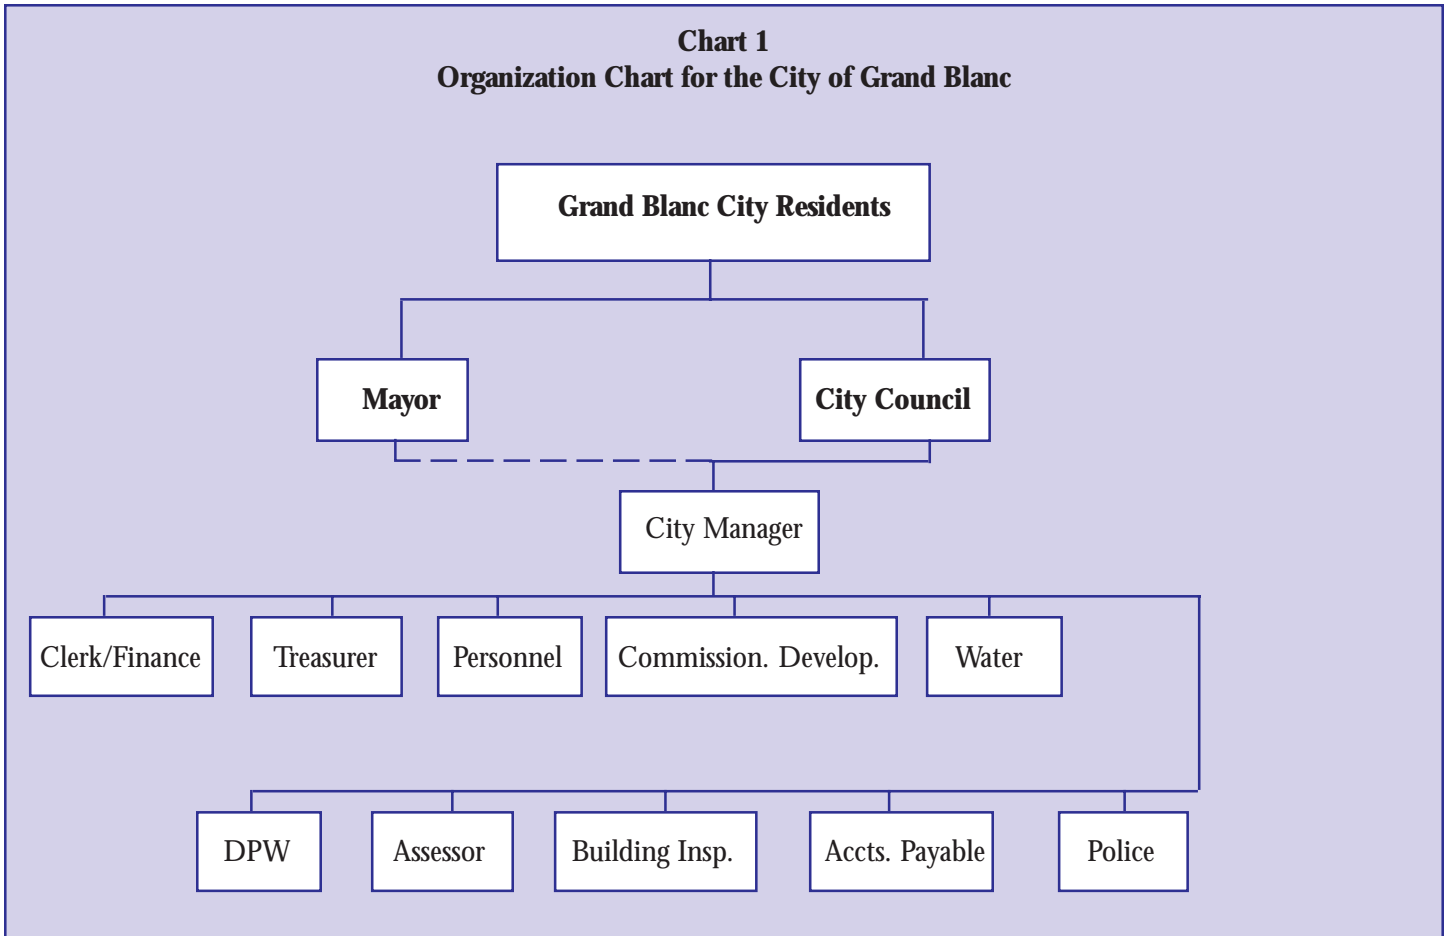 Chart 1
Organization Chart for the City of Grand Blanc
Grand Blanc City Residents
Mayor
City Council
City Manager
Clerk/Finance
Treasurer
Personnel
Commission. Develop.
Water
DPW
Assessor
Building Insp.
Accts. Payable
Police